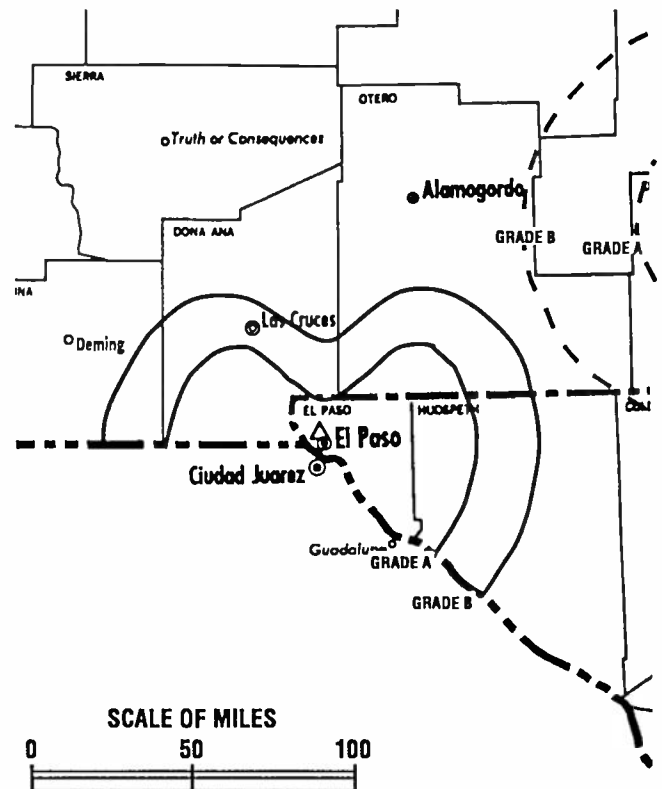 SIERRA
OTERO
Truth or Consequences
Alamogordo
DONA ANA
GRADE B
GRADE A
Las Cruces
Deming
EL PASO
HUDSPETH
El Paso
Ciudad Juarez
GRADE A
GRADE B
SCALE OF MILES
0 50 100